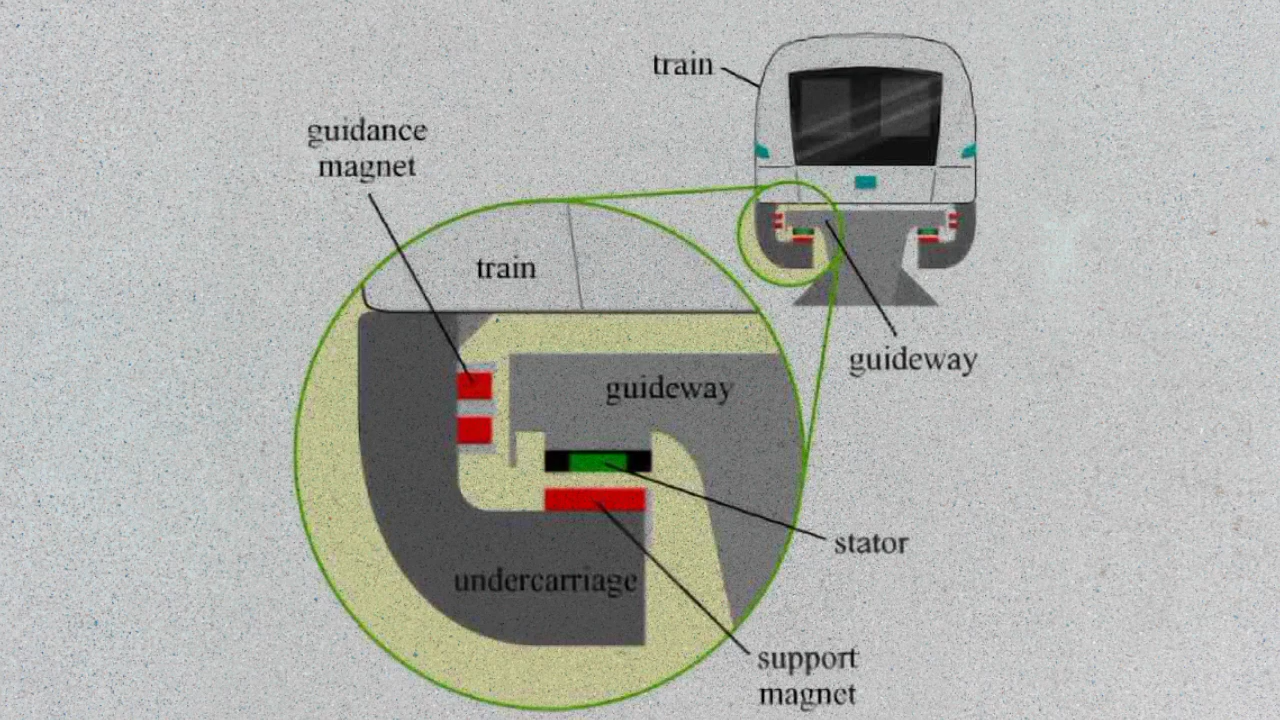 train
guidance
magnet
train
guideway
guideway
stator
undercarriage
support
magnet